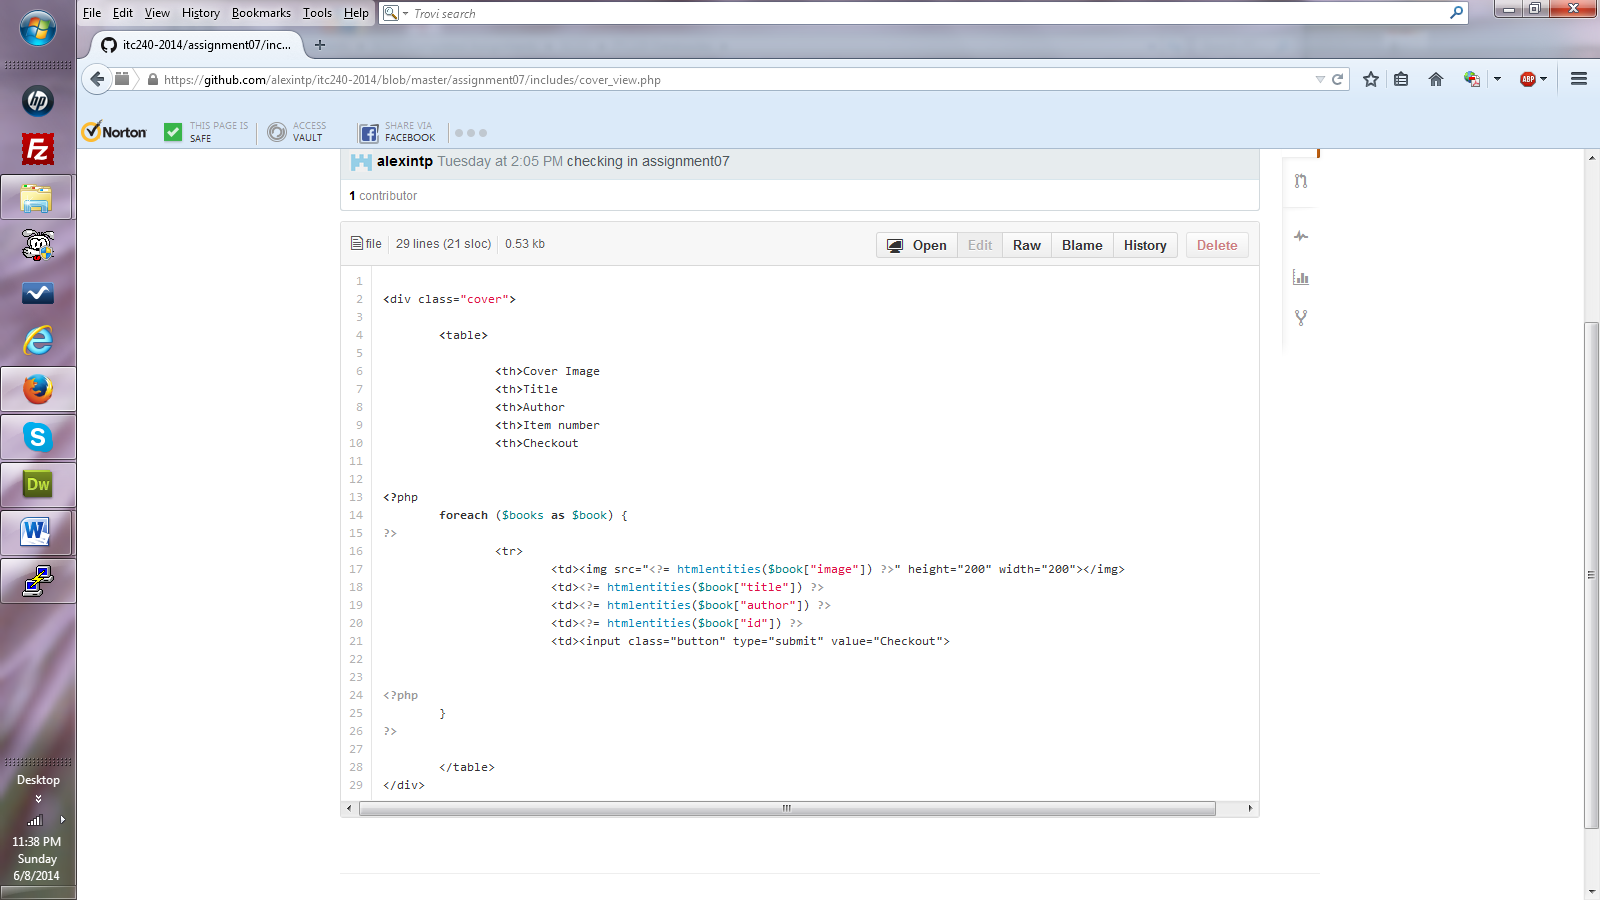 File Edit View History Bookmarks Tools Help Trovi search
itc240-2014/assignment07/inc...
https://github.com/alexintp/itc240-2014/blob/master/assignment07/includes/cover_view.php
ABP
hp
Norton THIS PAGE IS SAFE ACCESS VAULT SHARE VIA FACEBOOK
Fz
alexintp Tuesday at 2:05 PM checking in assignment07
1 contributor
file 29 lines (21 sloc) 0.53 kb Open Edit Raw Blame History Delete
1
2 <div class="cover">
3
4 <table>
5
6 <th>Cover Image
7 <th>Title
8 <th>Author
9 <th>Item number
10 <th>Checkout
11
12
13 <?php
14 foreach ($books as $book) {
15 ?>
16 <tr>
17 <td><img src="<?= htmlentities($book["image"]) ?>" height="200" width="200"></img>
18 <td><?= htmlentities($book["title"]) ?>
19 <td><?= htmlentities($book["author"]) ?>
20 <td><?= htmlentities($book["id"]) ?>
21 <td><input class="button" type="submit" value="Checkout">
22
23
24 <?php
25 }
26 ?>
27
28 </table>
29 </div>
S
Dw
W
Desktop
11:38 PM
Sunday
6/8/2014